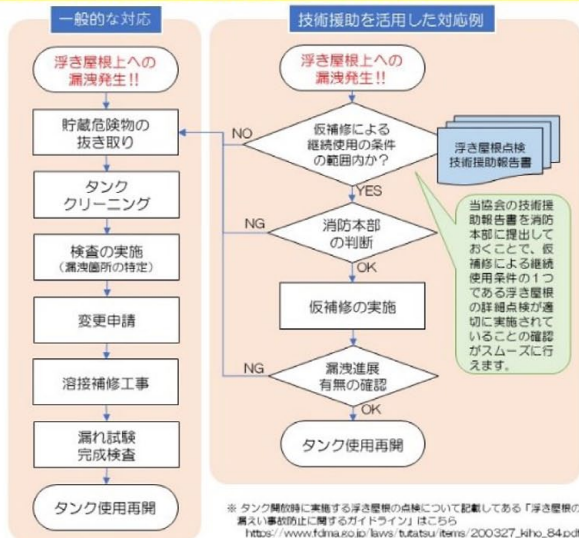 一般的な対応
浮き屋根上への
漏洩発生!!
貯蔵危険物の
抜き取り
タンク
クリーニング
検査の実施
(漏洩箇所の特定)
変更申請
溶接補修工事
漏れ試験
完成検査
タンク使用再開
技術援助を活用した対応例
浮き屋根上への
漏洩発生!!
仮補修による
継続使用の条件
の範囲内か?
NO
YES
浮き屋根点検
技術援助報告書
消防本部
の判断
NG
OK
仮補修の実施
漏洩進展
有無の確認
NG
OK
タンク使用再開
当協会の技術援
助報告書を消防
本部に提出して
おくことで、仮
補修による継続
使用条件の1つ
である浮き屋根
の詳細点検が適
切に実施されて
いることの確認
がスムーズに行
えます。
※ タンク開放時に実施する浮き屋根の点検について記載してある「浮き屋根の
漏えい事故防止に関するガイドライン」はこちら
https://www.fdma.go.jp/laws/tutatsu/items/200327_kiho_84.pdf